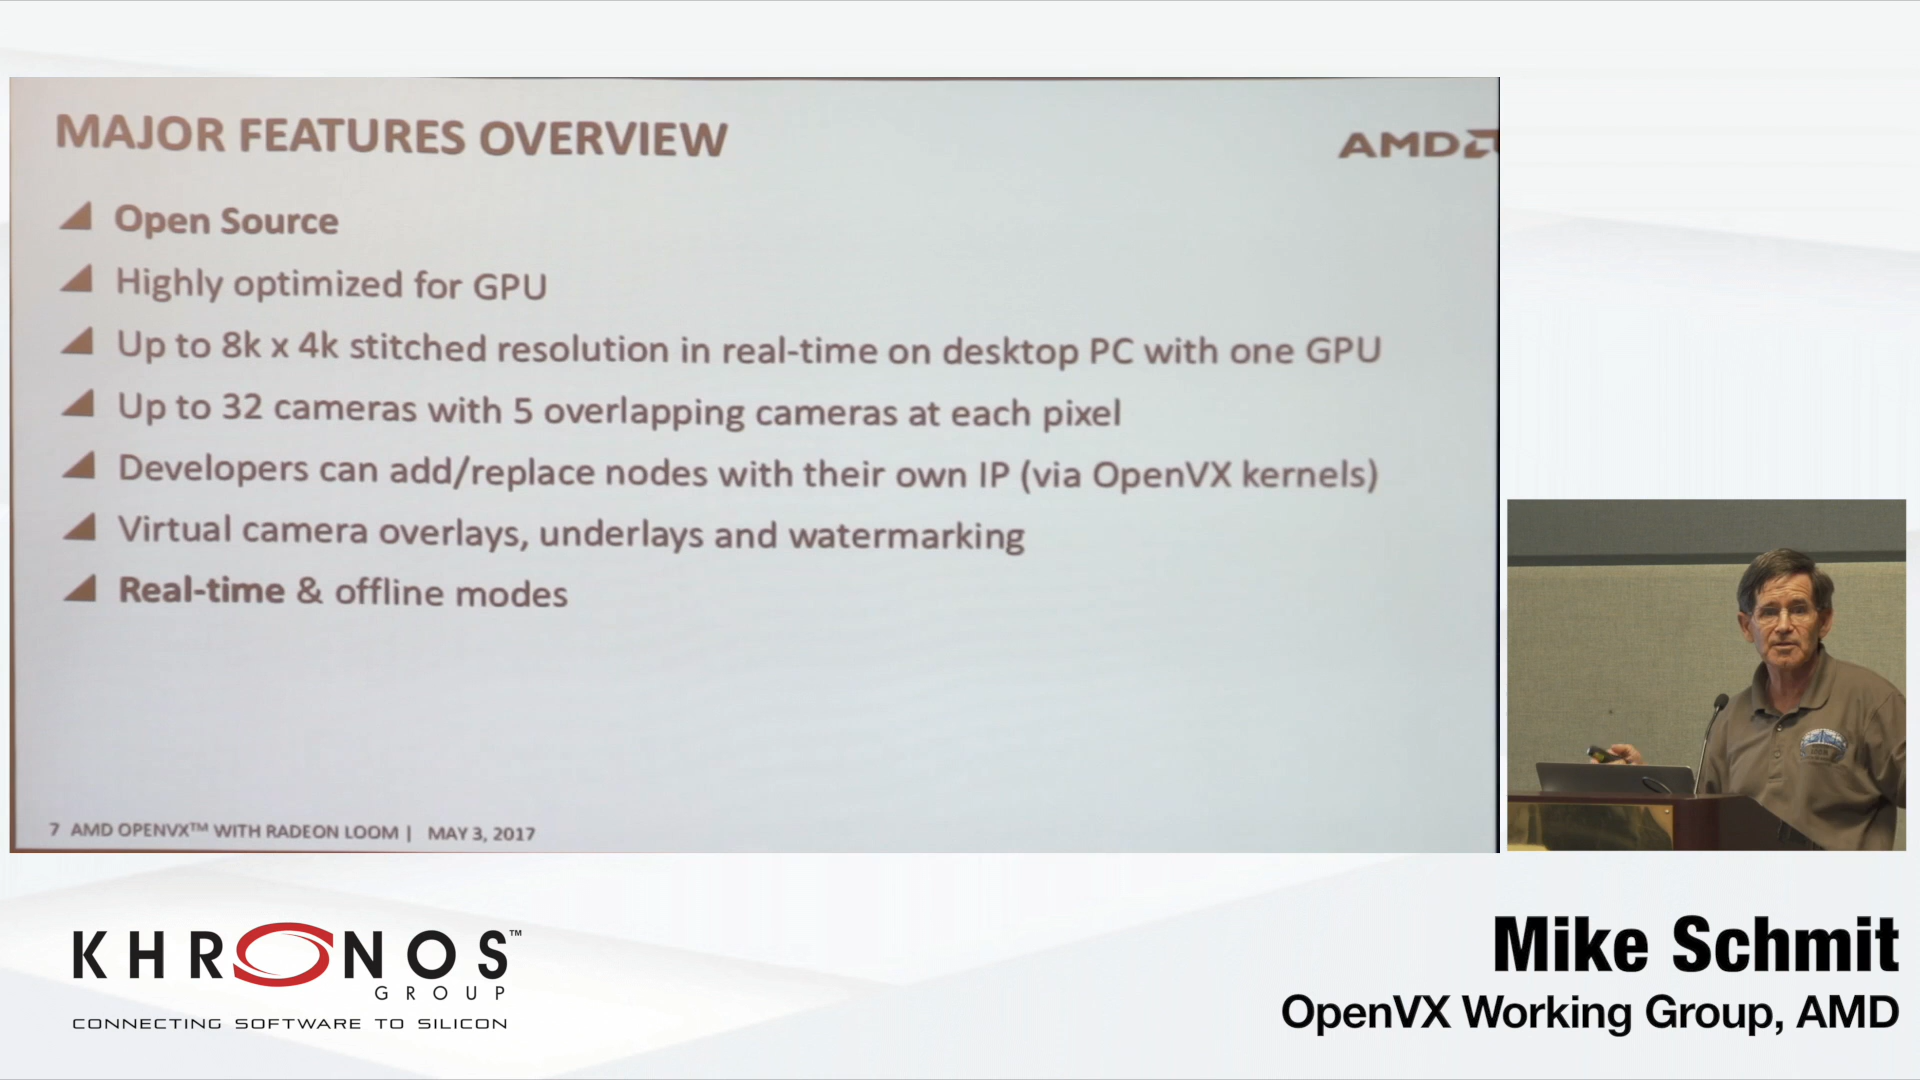 MAJOR FEATURES OVERVIEW
AMD
Open Source
Highly optimized for GPU
Up to 8k x 4k stitched resolution in real-time on desktop PC with one GPU
Up to 32 cameras with 5 overlapping cameras at each pixel
Developers can add/replace nodes with their own IP (via OpenVX kernels)
Virtual camera overlays, underlays and watermarking
Real-time & offline modes
7 AMD OPENVX™ WITH RADEON LOOM | MAY 3, 2017
KHRONOS™
GROUP
CONNECTING SOFTWARE TO SILICON
Mike Schmit
OpenVX Working Group, AMD